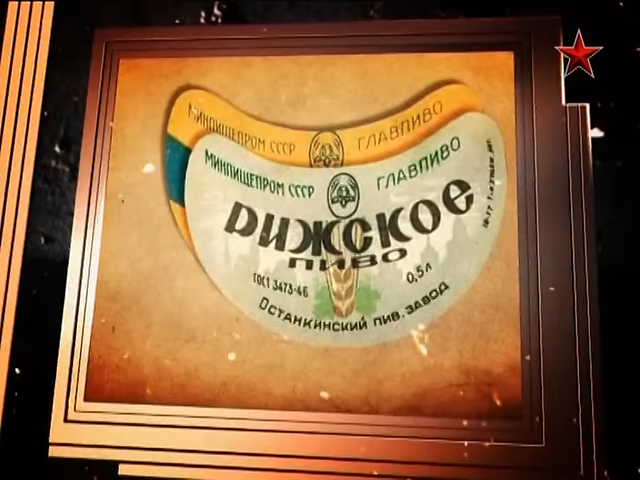 МИНПИЩЕПРОМ СССР ГЛАВПИВО
МИНПИЩЕПРОМ СССР ГЛАВПИВО
РИЖСКОЕ
ПИВО
ГОСТ 3473-46 0,5 Л
ОСТАНКИНСКИЙ ПИВ. ЗАВОД